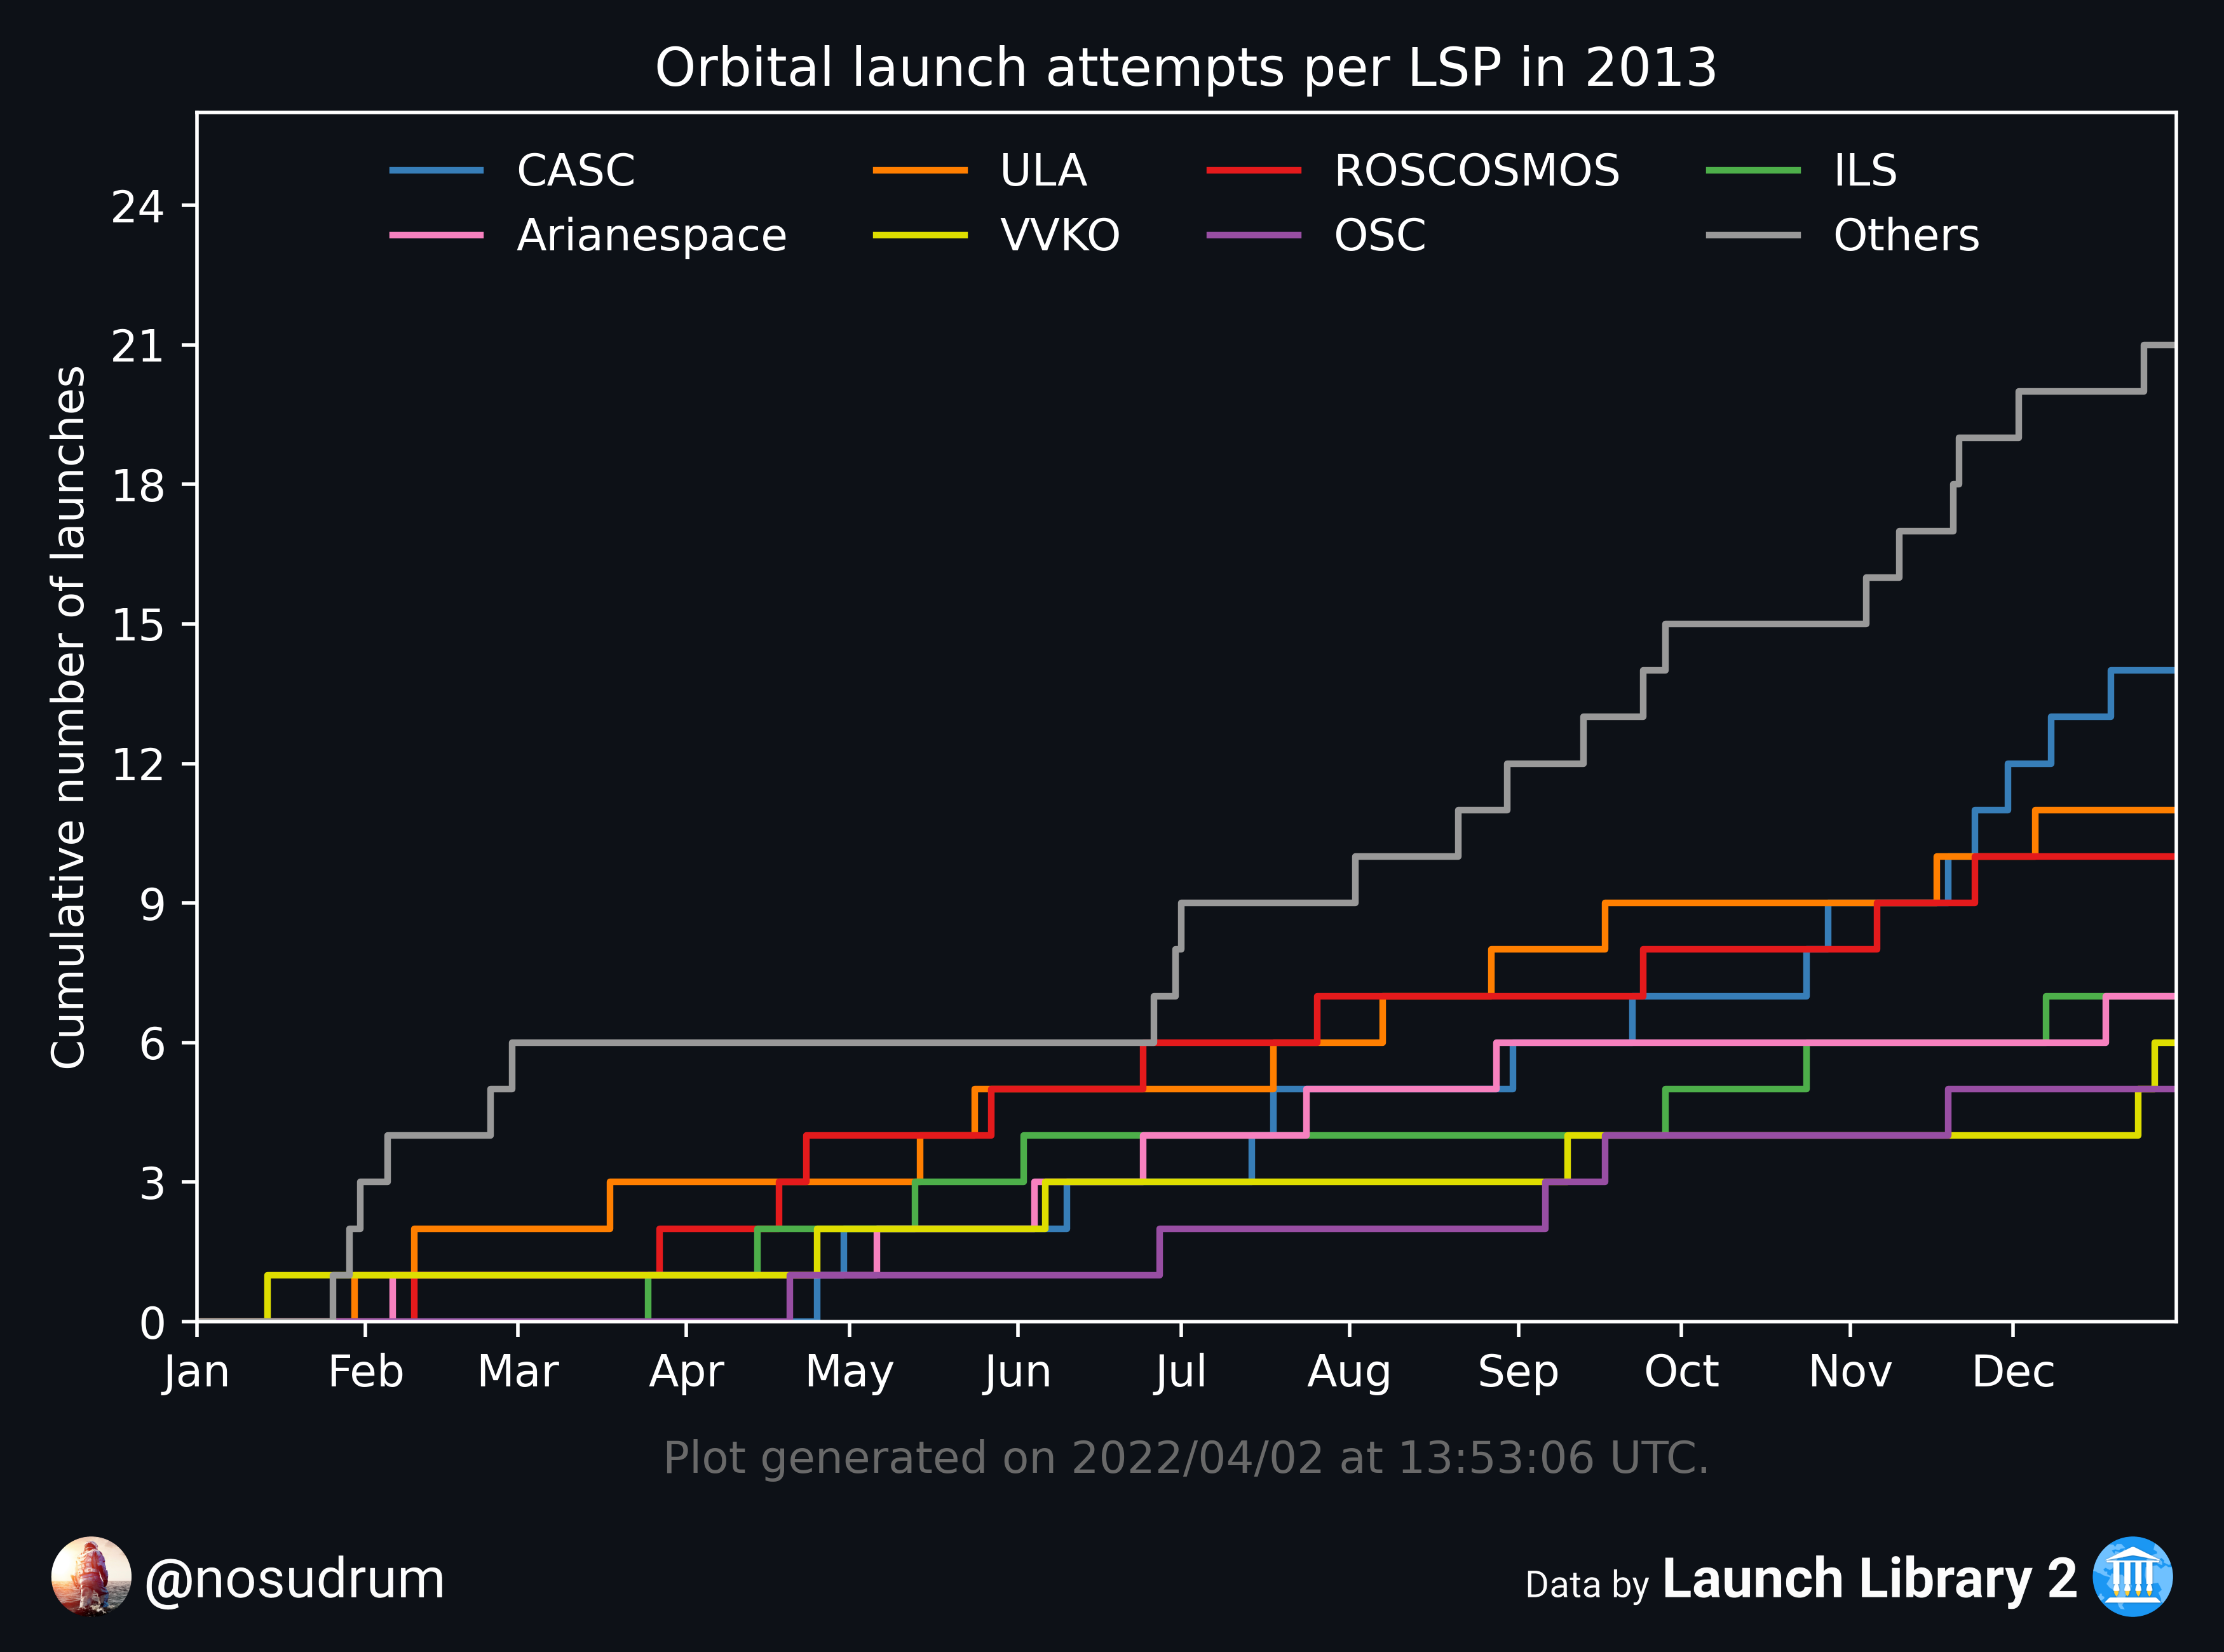 Orbital launch attempts per LSP in 2013
CASC ULA ROSCOSMOS ILS
Arianespace VVKO OSC Others
Cumulative number of launches
24
21
18
15
12
9
6
3
0
Jan Feb Mar Apr May Jun Jul Aug Sep Oct Nov Dec
Plot generated on 2022/04/02 at 13:53:06 UTC.
@nosudrum
Data by Launch Library 2